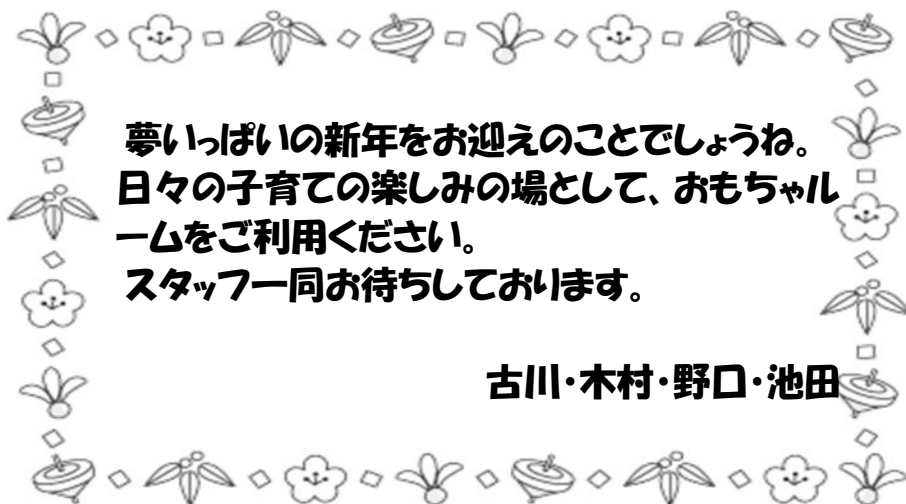 夢いっぱいの新年をお迎えのことでしょうね。
日々の子育ての楽しみの場として、おもちゃル
ームをご利用ください。
スタッフ一同お待ちしております。
古川・木村・野口・池田